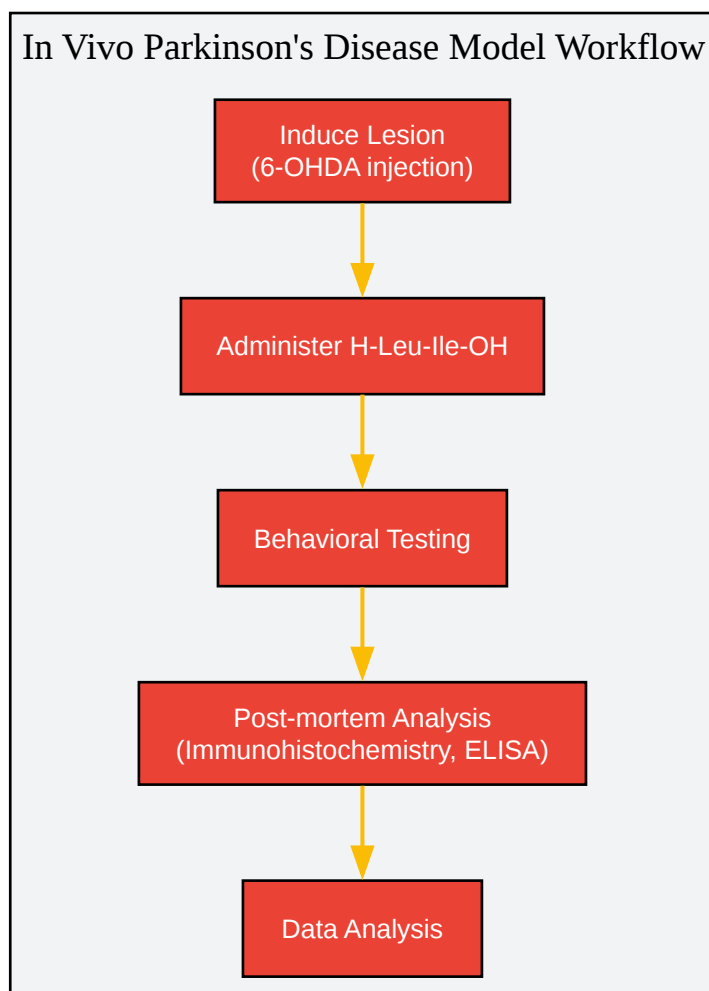 In Vivo Parkinson's Disease Model Workflow
Induce Lesion
(6-OHDA injection)
Administer H-Leu-Ile-OH
Behavioral Testing
Post-mortem Analysis
(Immunohistochemistry, ELISA)
Data Analysis